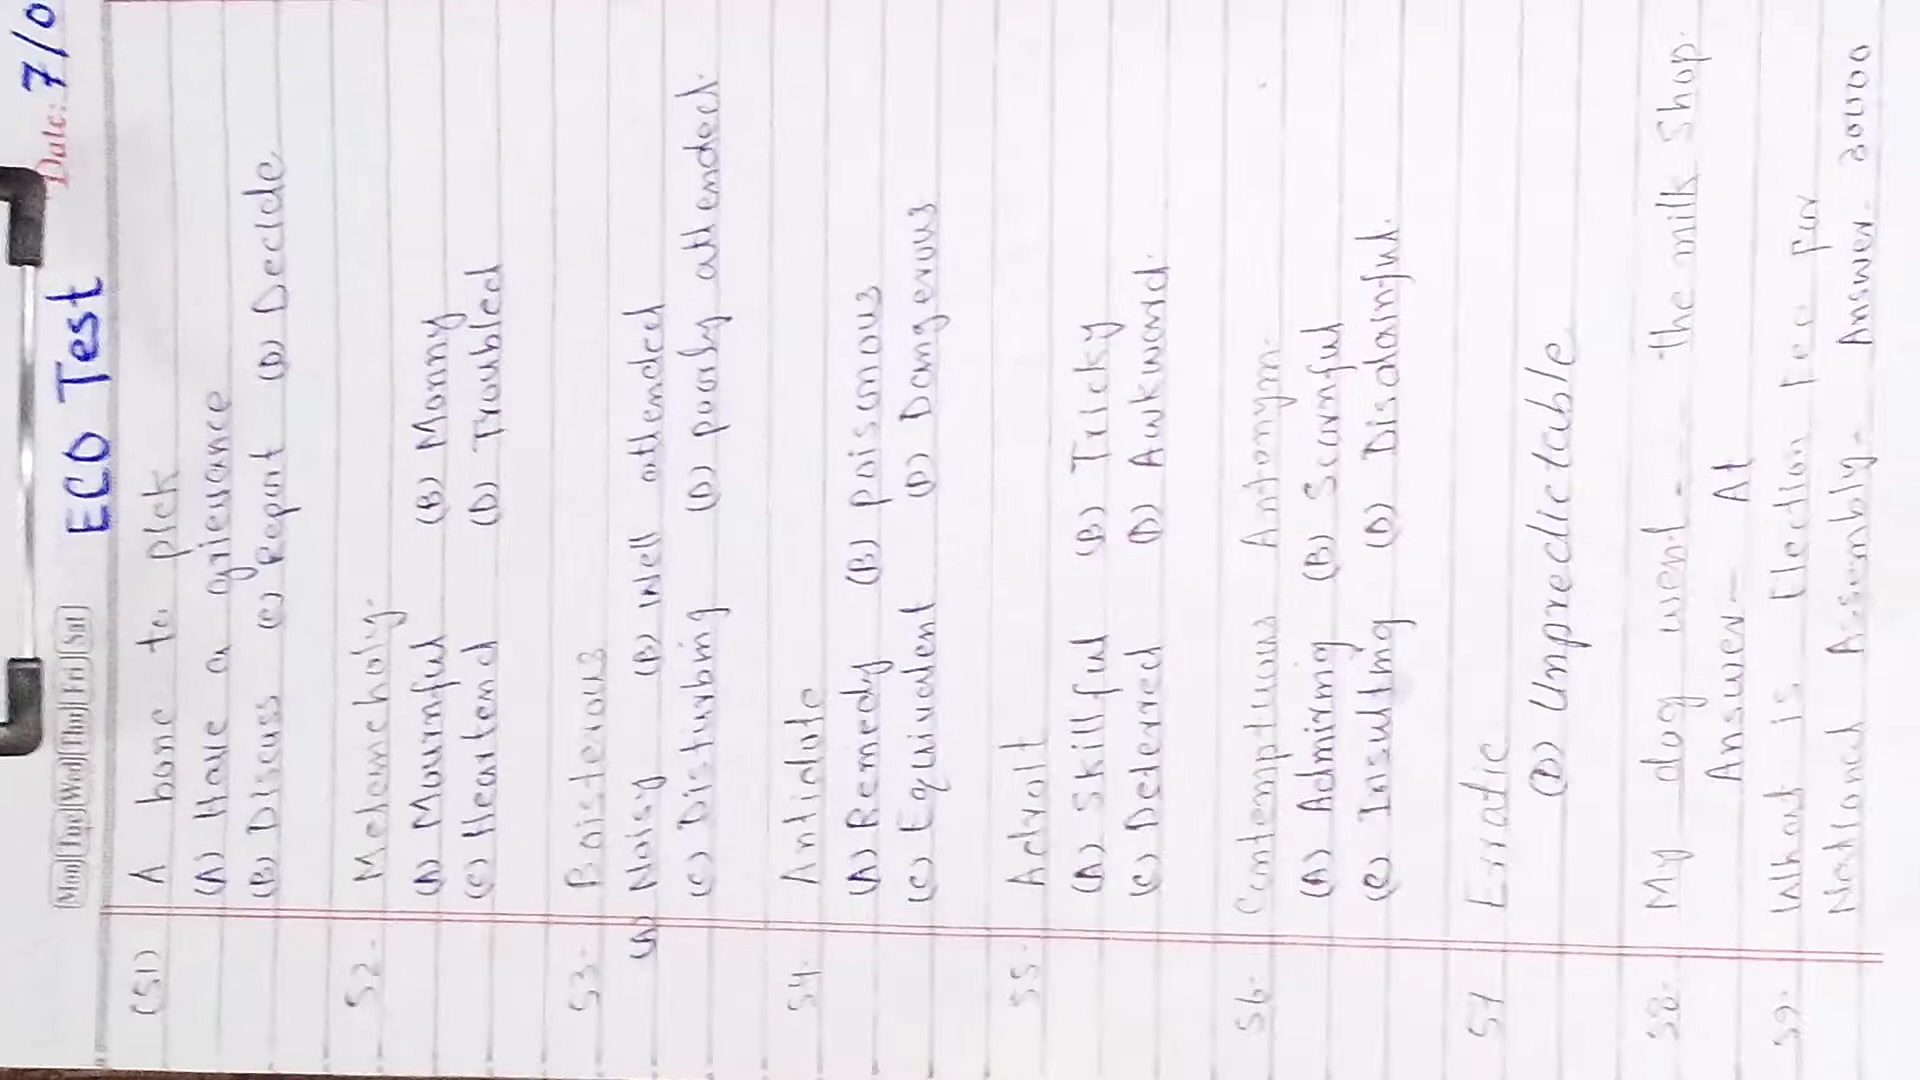 Date: 7/0
Mon Tue Wed Thu Fri Sat
ECO Test
(51) A bone to pick
(A) Have a grievance
(B) Discuss (C) Repent (D) Decide
52. Melancholy.
(A) Mournful (B) Manny
(C) Heartend (D) Troubled
53. Boisterous
(A) Noisy (B) Well attended
(C) Disturbing (D) poorly attended.
54. Antidote
(A) Remedy (B) poisonous
(C) Equivalent (D) Dangerous
55. Adroit
(A) Skillful (B) Tricky
(C) Deterred (D) Awkward.
56. Contemptuous Antonym-
(A) Admiring (B) Scornful
(C) Insulting (D) Disdainful.
57 Erratic
(D) Unpredictable
58. My dog went - - the milk Shop.
Answer- At
59. What is Election Fee for
National Assembly- Answer. 30000